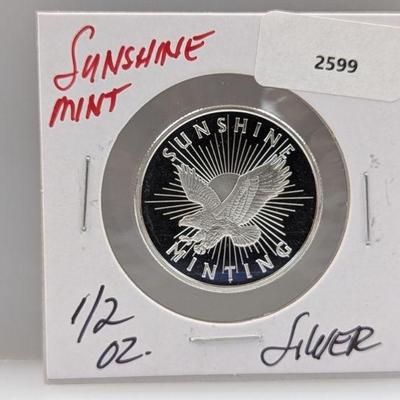 SUNSHINE
MINT
2599
SUNSHINE
MINTING
1/2
OZ.
SILVER